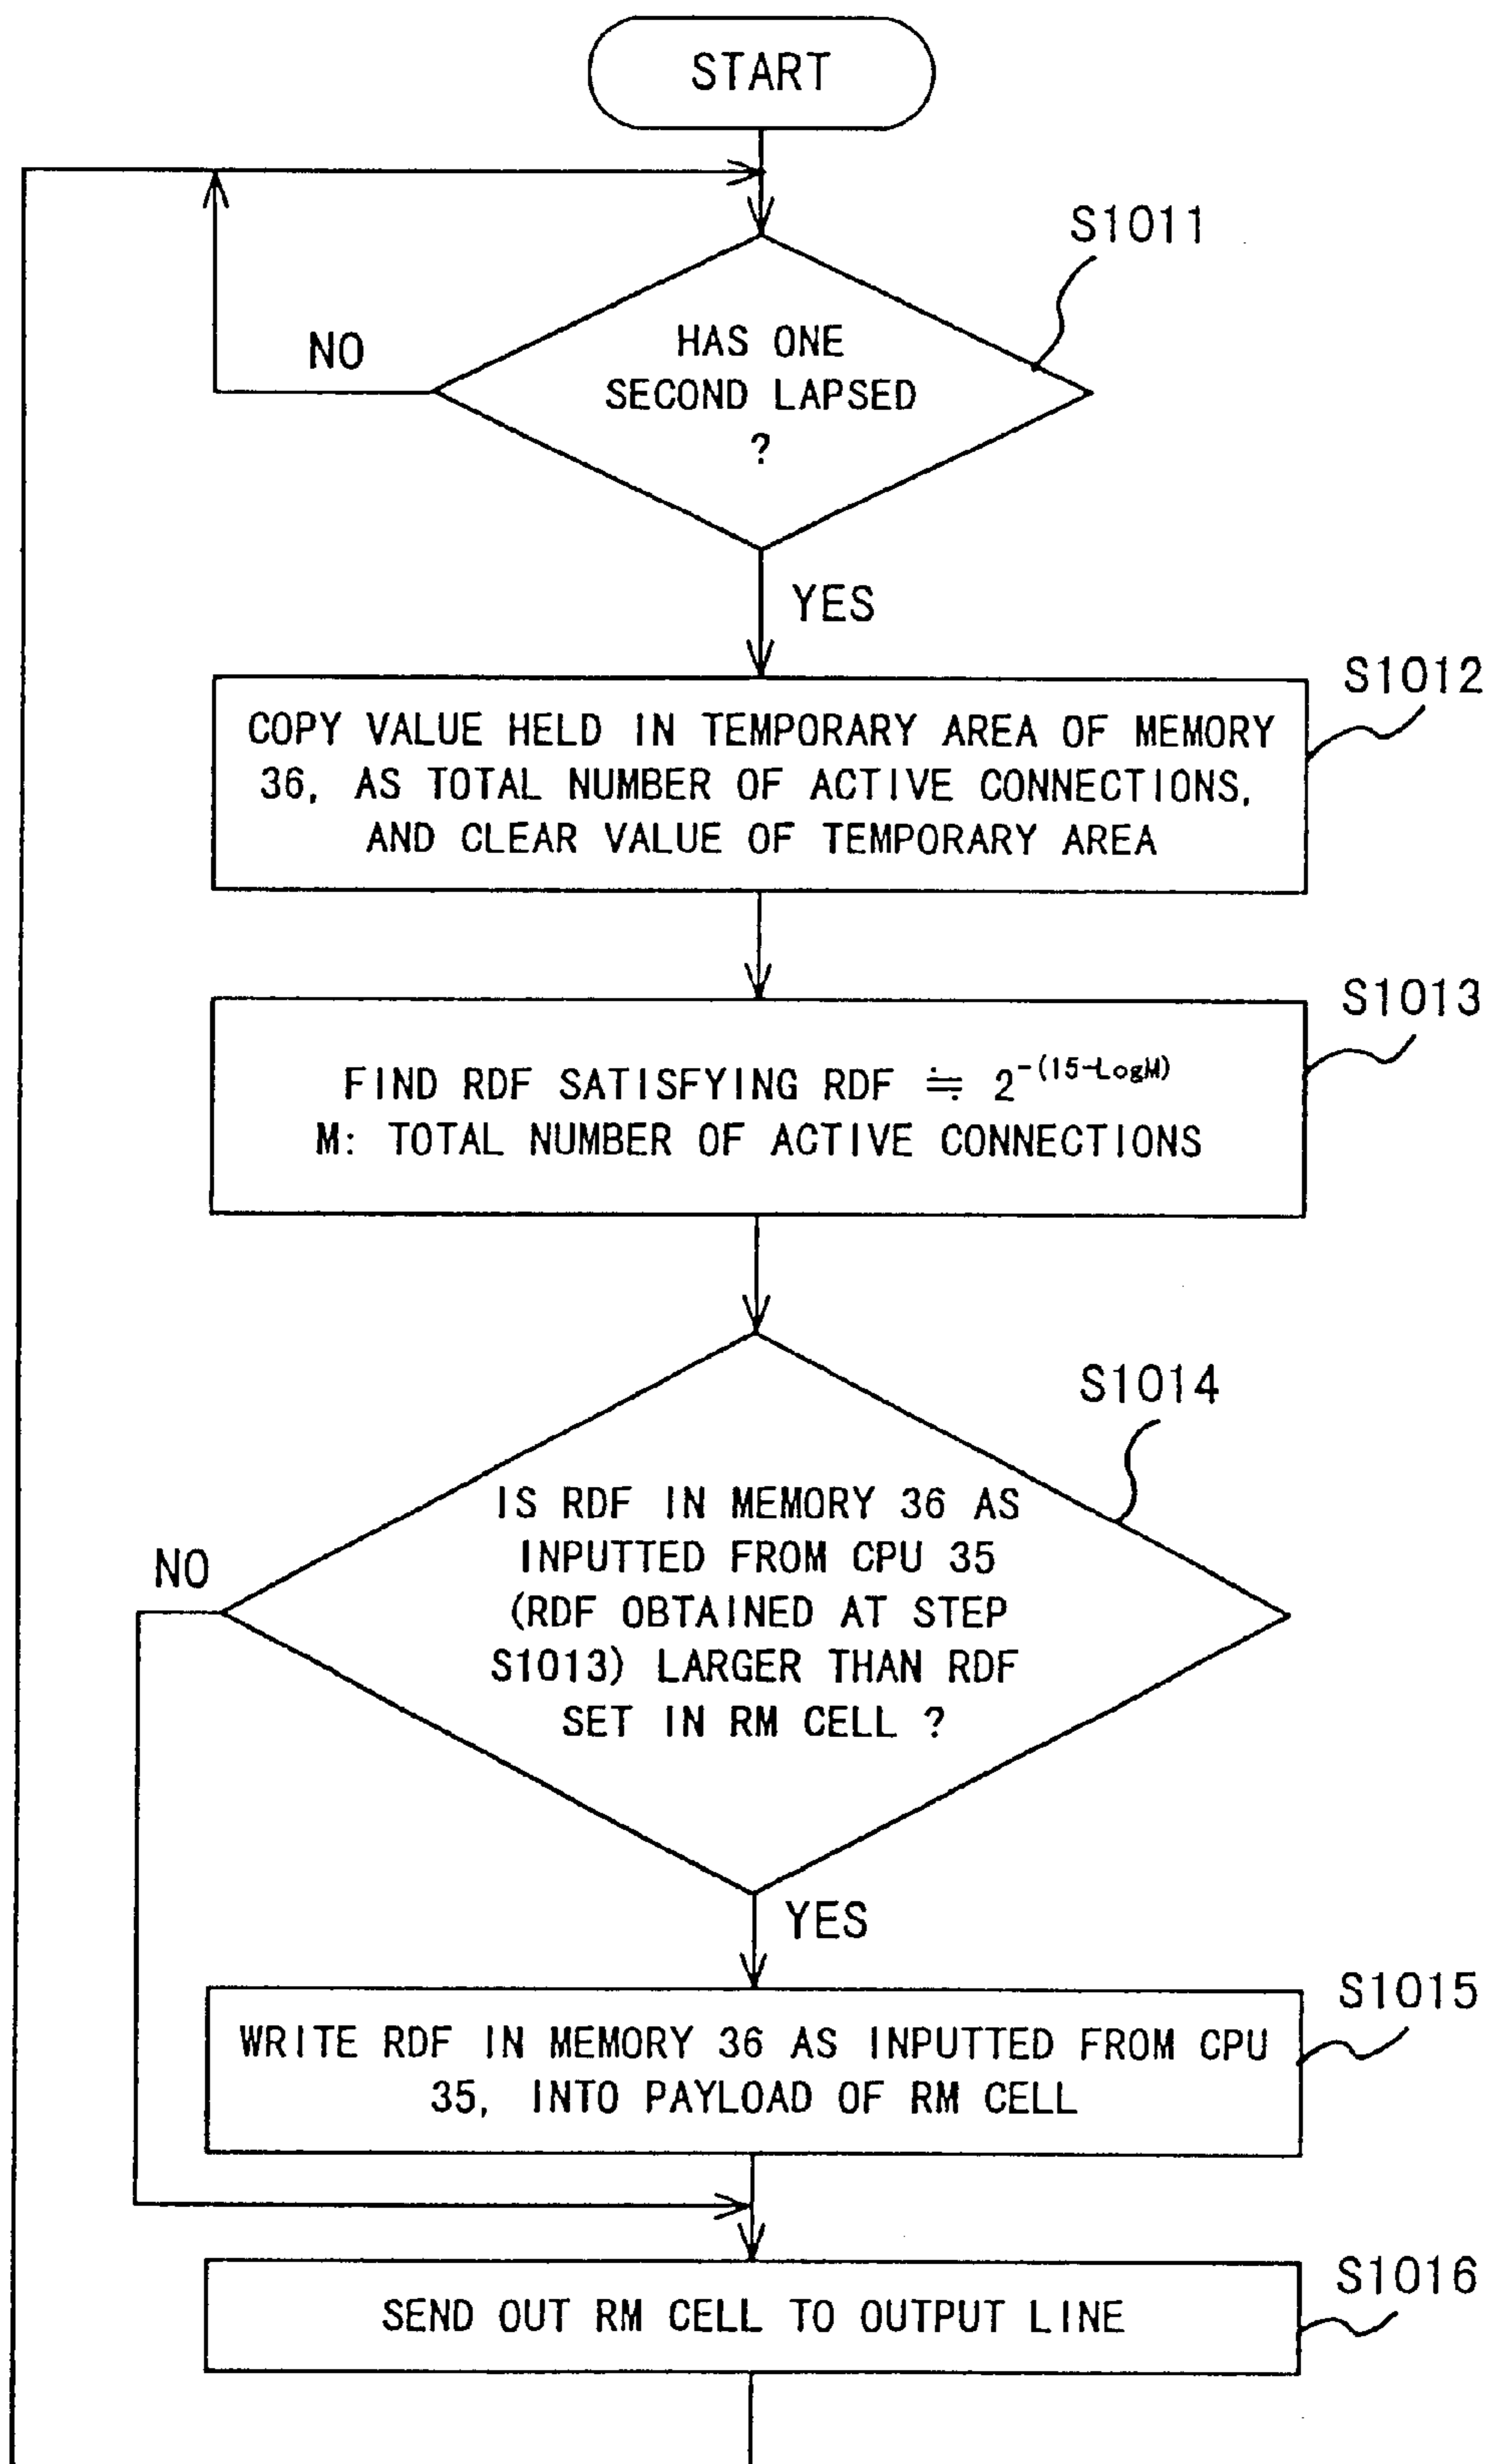 START
S1011
NO
HAS ONE
SECOND LAPSED
?
YES
S1012
COPY VALUE HELD IN TEMPORARY AREA OF MEMORY
36, AS TOTAL NUMBER OF ACTIVE CONNECTIONS,
AND CLEAR VALUE OF TEMPORARY AREA
S1013
FIND RDF SATISFYING RDF ≒ 2^-(15-LogM)
M: TOTAL NUMBER OF ACTIVE CONNECTIONS
S1014
NO
IS RDF IN MEMORY 36 AS
INPUTTED FROM CPU 35
(RDF OBTAINED AT STEP
S1013) LARGER THAN RDF
SET IN RM CELL ?
YES
S1015
WRITE RDF IN MEMORY 36 AS INPUTTED FROM CPU
35, INTO PAYLOAD OF RM CELL
S1016
SEND OUT RM CELL TO OUTPUT LINE